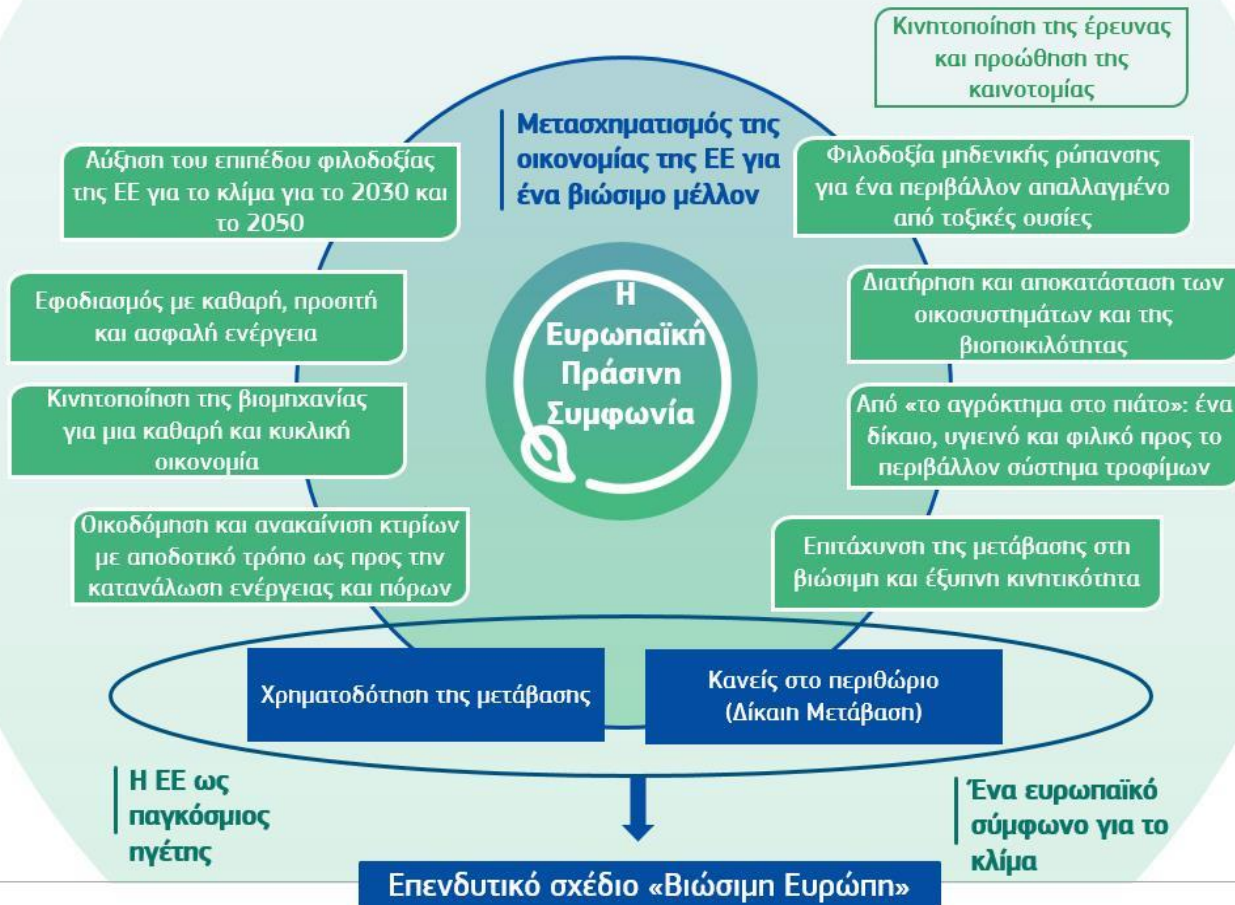 Κινητοποίηση της έρευνας
και προώθηση της
καινοτομίας
Μετασχηματισμός της
οικονομίας της ΕΕ για
ένα βιώσιμο μέλλον
Αύξηση του επιπέδου φιλοδοξίας
της ΕΕ για το κλίμα για το 2030 και
το 2050
Φιλοδοξία μηδενικής ρύπανσης
για ένα περιβάλλον απαλλαγμένο
από τοξικές ουσίες
Εφοδιασμός με καθαρή, προσιτή
και ασφαλή ενέργεια
Η
Ευρωπαϊκή
Πράσινη
Συμφωνία
Διατήρηση και αποκατάσταση των
οικοσυστημάτων και της
βιοποικιλότητας
Κινητοποίηση της βιομηχανίας
για μια καθαρή και κυκλική
οικονομία
Από «το αγρόκτημα στο πιάτο»: ένα
δίκαιο, υγιεινό και φιλικό προς το
περιβάλλον σύστημα τροφίμων
Οικοδόμηση και ανακαίνιση κτιρίων
με αποδοτικό τρόπο ως προς την
κατανάλωση ενέργειας και πόρων
Επιτάχυνση της μετάβασης στη
βιώσιμη και έξυπνη κινητικότητα
Χρηματοδότηση της μετάβασης
Κανείς στο περιθώριο
(Δίκαιη Μετάβαση)
Η ΕΕ ως
παγκόσμιος
ηγέτης
Ένα ευρωπαϊκό
σύμφωνο για το
κλίμα
Επενδυτικό σχέδιο «Βιώσιμη Ευρώπη»